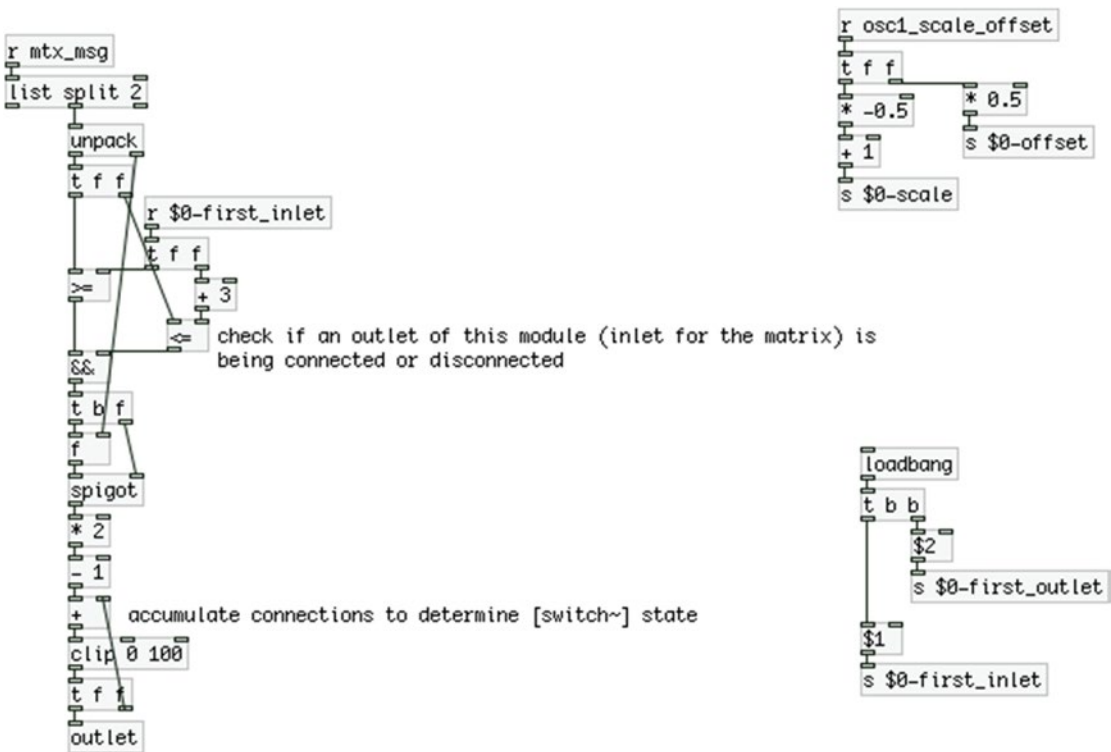 r mtx_msg
list split 2
unpack
t f f
r $0-first_inlet
t f f
>=
+ 3
<=
check if an outlet of this module (inlet for the matrix) is
being connected or disconnected
&&
t b f
f
spigot
* 2
- 1
+
accumulate connections to determine [switch~] state
clip 0 100
t f f
outlet
r osc1_scale_offset
t f f
* -0.5
* 0.5
+ 1
s $0-offset
s $0-scale
loadbang
t b b
$2
s $0-first_outlet
$1
s $0-first_inlet